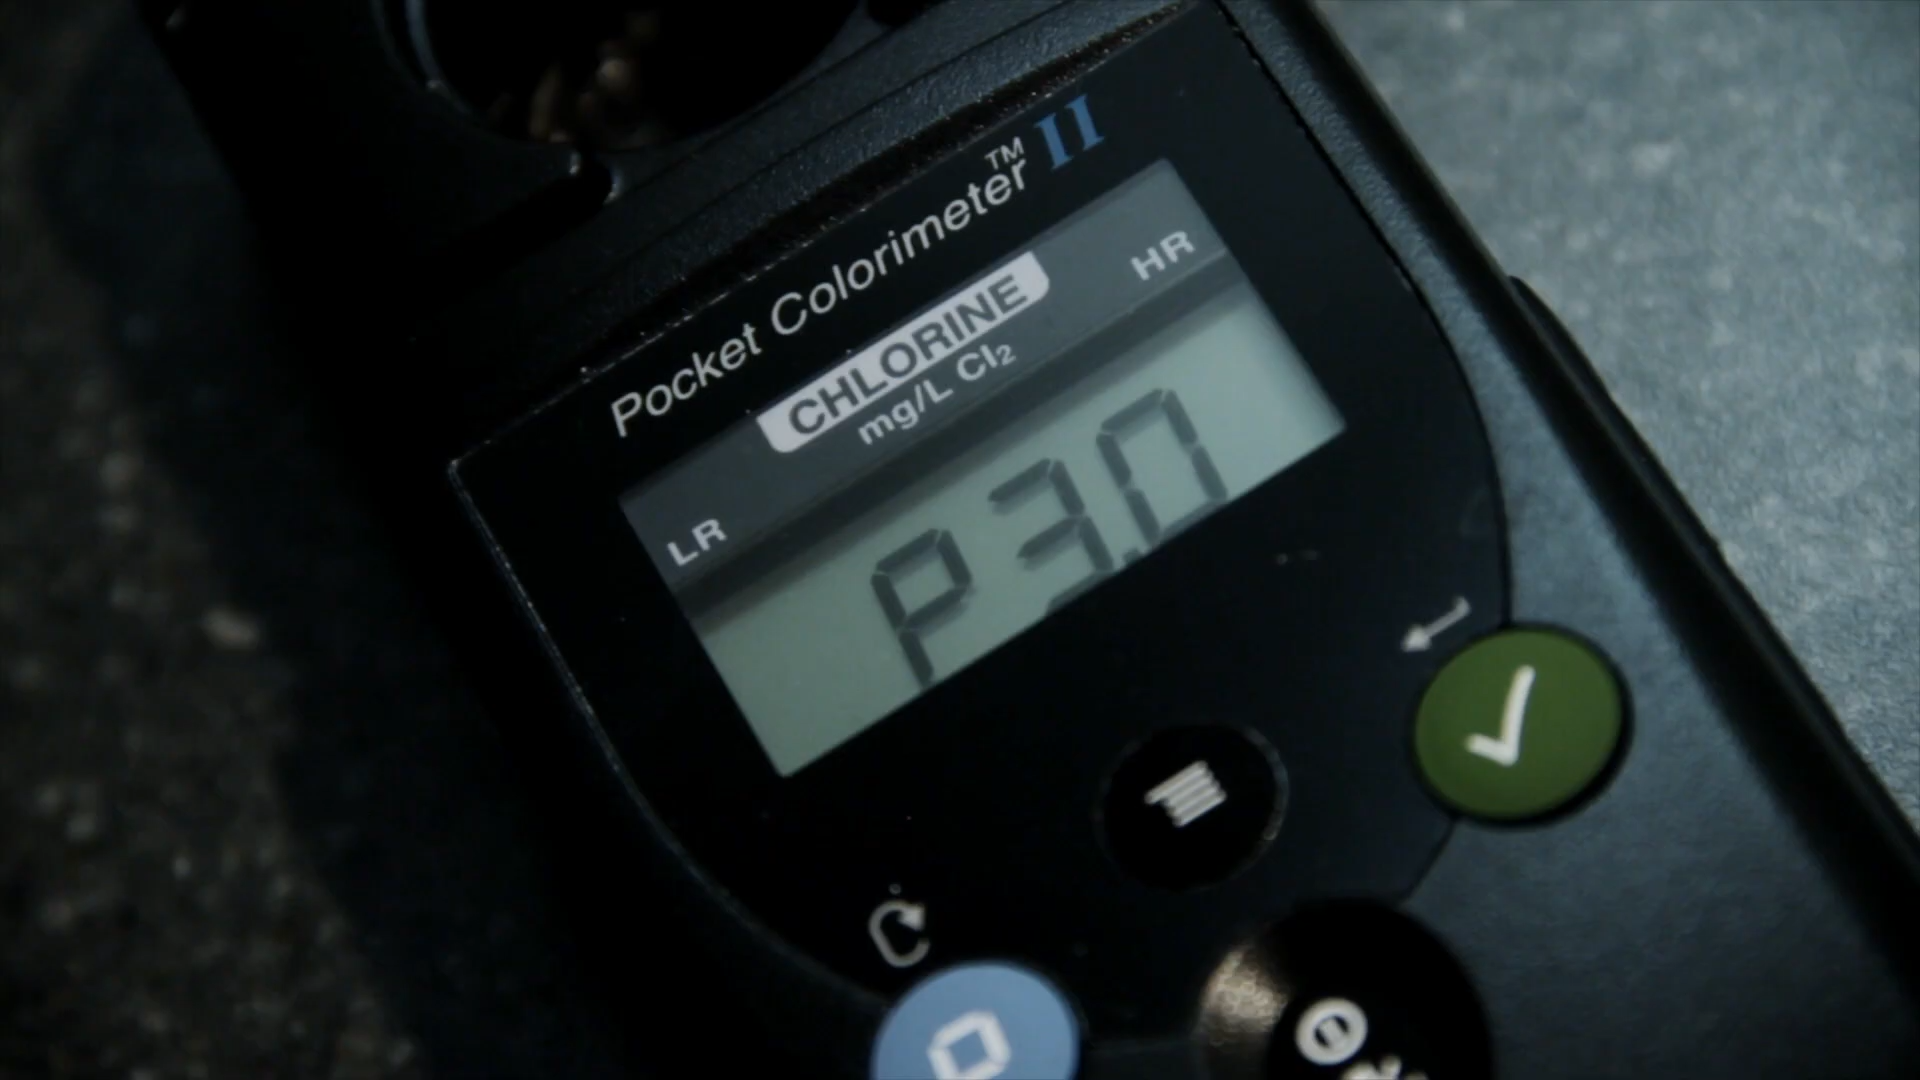 Pocket Colorimeter™ II
CHLORINE
mg/L Cl₂
LR HR
P3.0